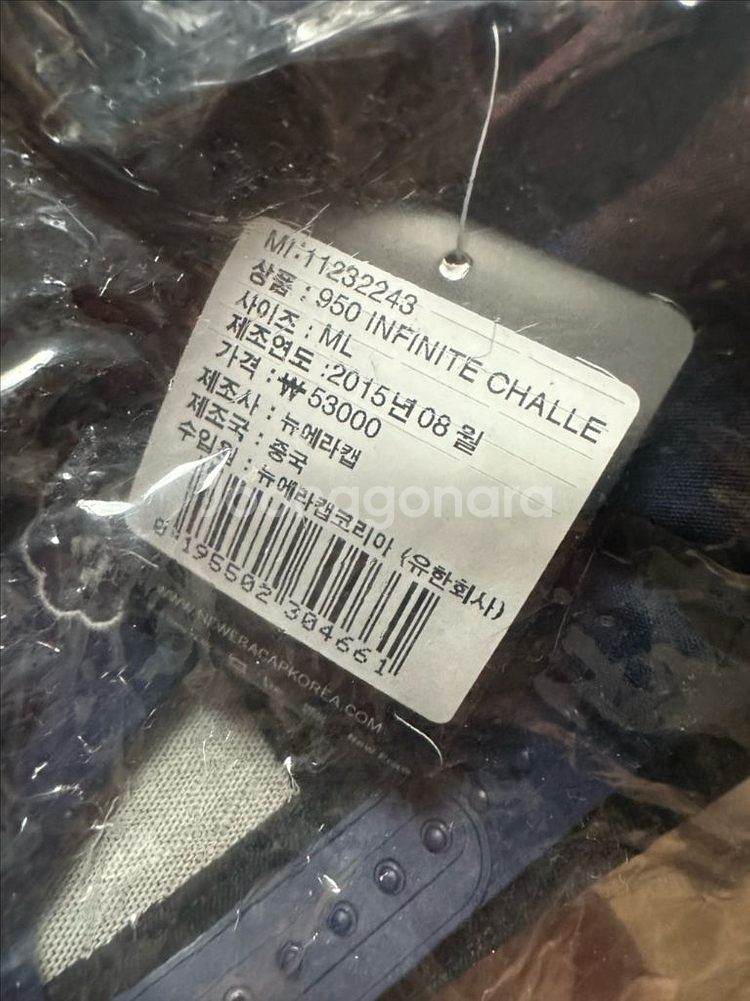 MI:11232243
상품 : 950 INFINITE CHALLE
사이즈 : ML
제조연도 :2015년 08 월
가격 : ₩ 53000
제조사 : 뉴에라캡
제조국 : 중국
수입원 : 뉴에라캡코리아 (유한회사)
joonggonara
0 195502 304661
WWW.NEWERACAPKOREA.COM